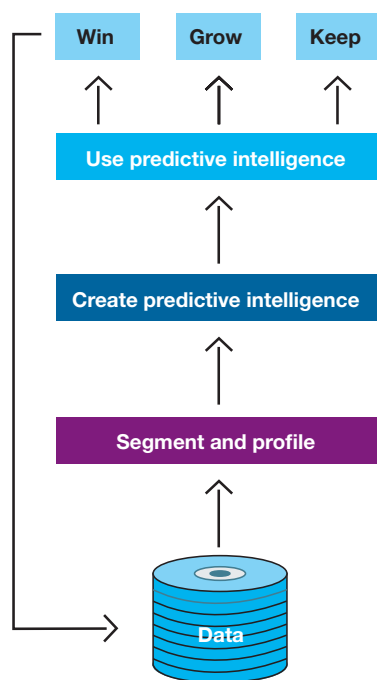 Win Grow Keep
Use predictive intelligence
Create predictive intelligence
Segment and profile
Data